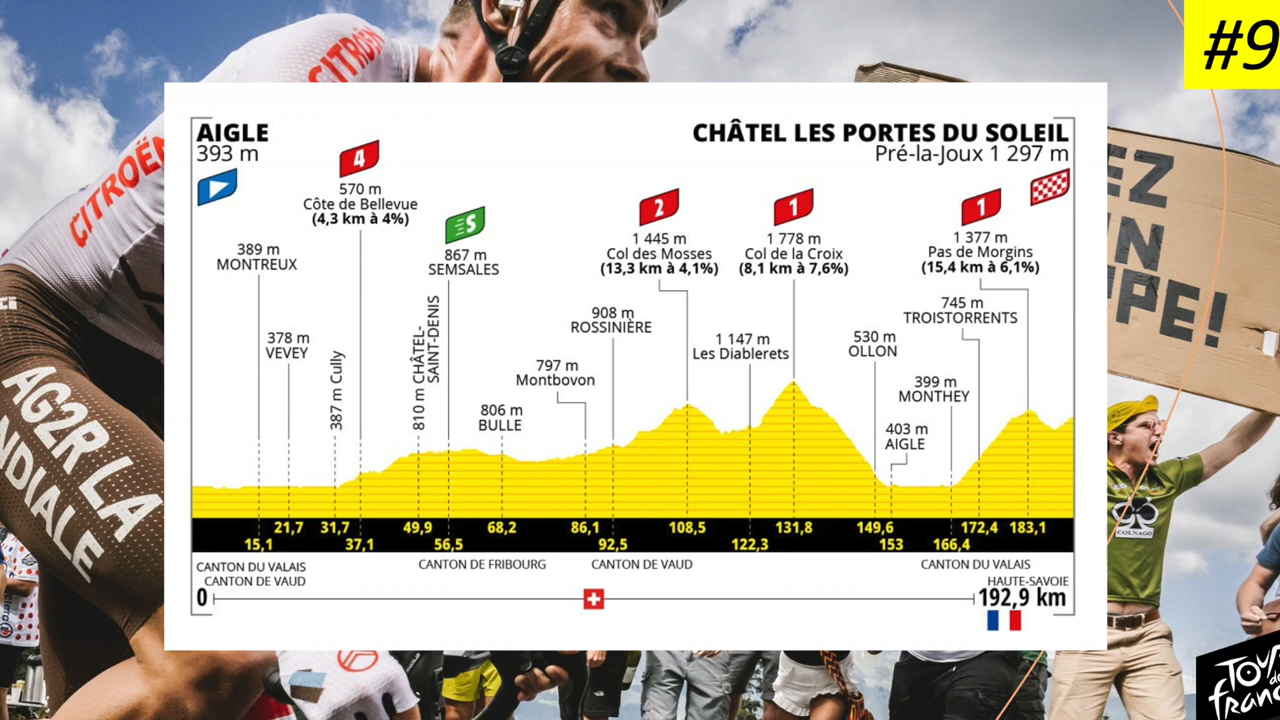 #9
CITROËN
CITROËN
AG2R LA
NDIALE
EZ
N
PE!
COLNAGO
AIGLE
393 m
CHÂTEL LES PORTES DU SOLEIL
Pré-la-Joux 1 297 m
4
570 m
Côte de Bellevue
(4,3 km à 4%)
S
867 m
SEMSALES
2
1 445 m
Col des Mosses
(13,3 km à 4,1%)
1
1 778 m
Col de la Croix
(8,1 km à 7,6%)
1
1 377 m
Pas de Morgins
(15,4 km à 6,1%)
389 m
MONTREUX
378 m
VEVEY
387 m Cully
810 m CHÂTEL-
SAINT-DENIS
806 m
BULLE
797 m
Montbovon
908 m
ROSSINIÈRE
1 147 m
Les Diablerets
530 m
OLLON
403 m
AIGLE
399 m
MONTHEY
745 m
TROISTORRENTS
21,7 31,7 49,9 68,2 86,1 108,5 131,8 149,6 172,4 183,1
15,1 37,1 56,5 92,5 122,3 153 166,4
CANTON DU VALAIS
CANTON DE VAUD
CANTON DE FRIBOURG
CANTON DE VAUD
CANTON DU VALAIS
HAUTE-SAVOIE
0
192,9 km
TOUR
de
franc